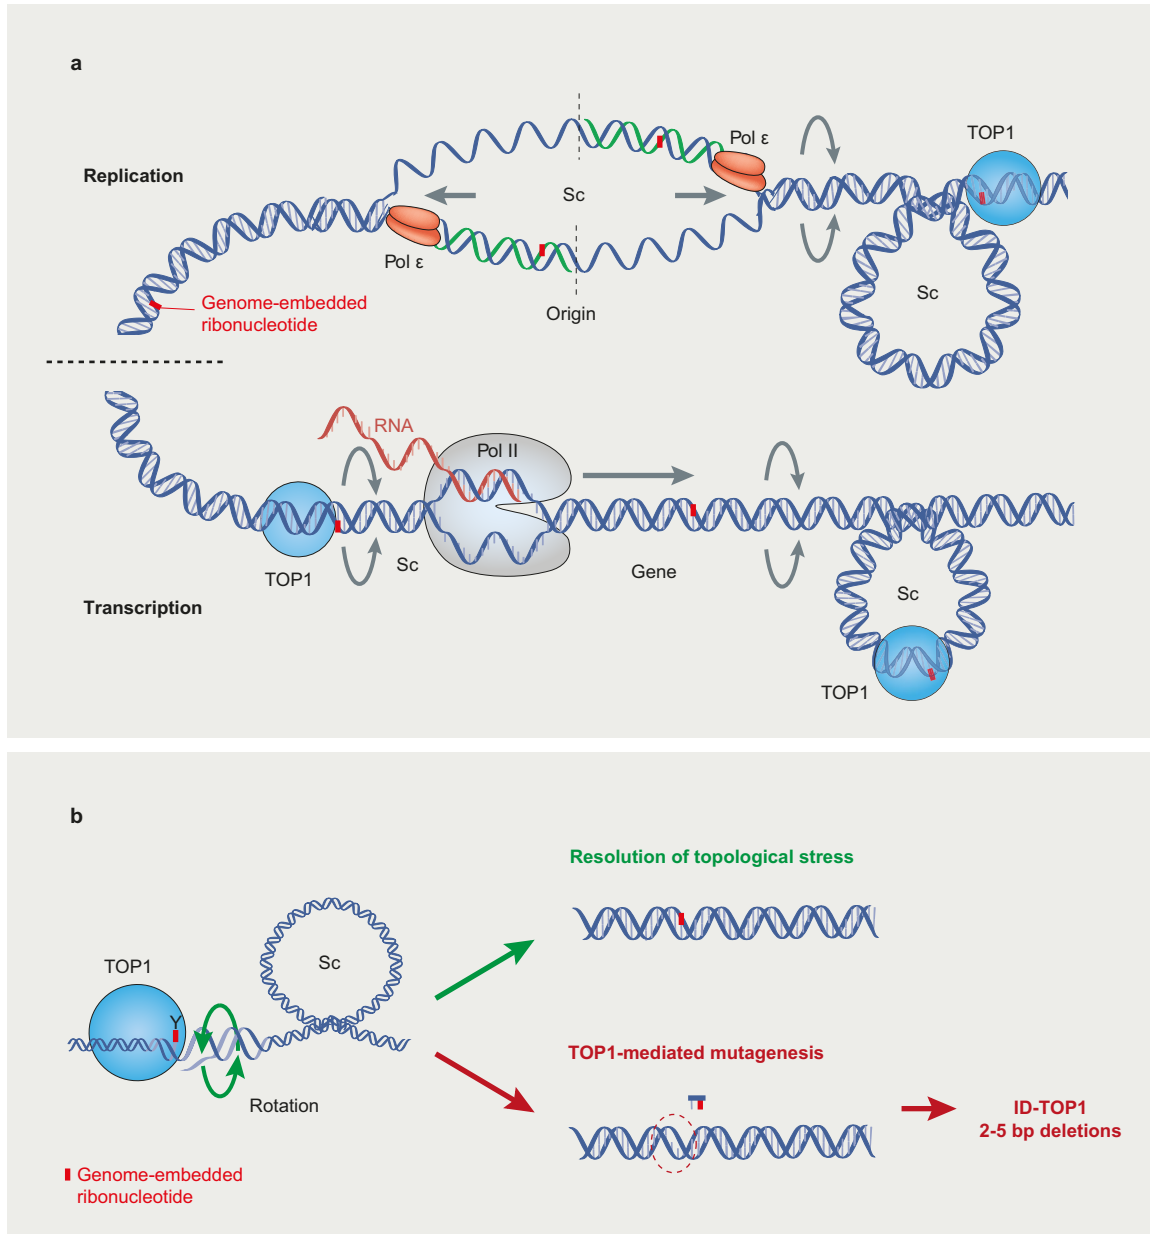 a
Replication
Pol ε
TOP1
Sc
Pol ε
Origin
Sc
Genome-embedded
ribonucleotide
RNA
Pol II
TOP1
Sc
Gene
Sc
TOP1
Transcription
b
Resolution of topological stress
TOP1
Sc
Y
Rotation
TOP1-mediated mutagenesis
ID-TOP1
2-5 bp deletions
Genome-embedded
ribonucleotide